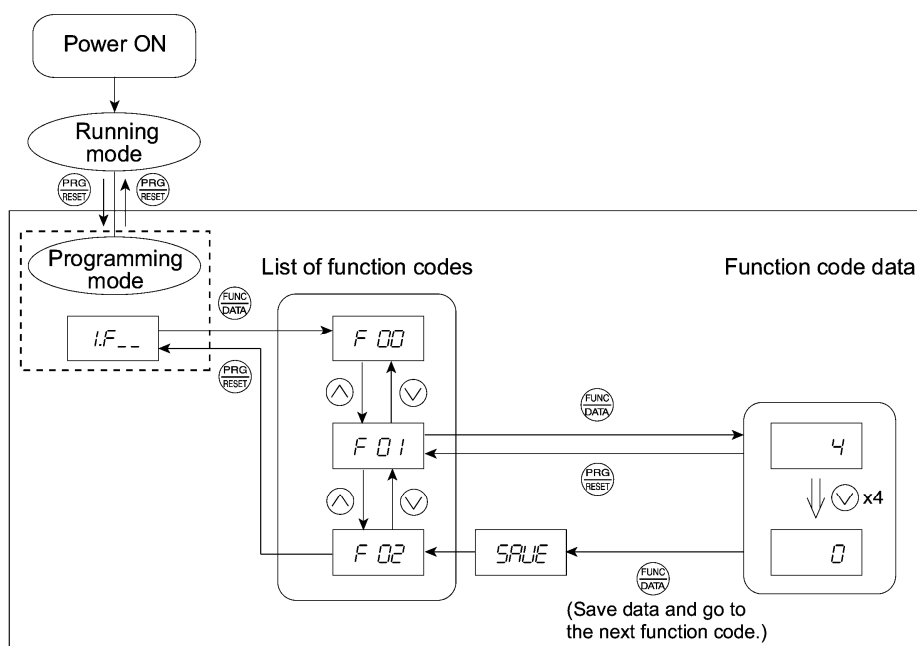 Power ON
Running
mode
PRG
RESET
PRG
RESET
Programming
mode
List of function codes
Function code data
FUNC
DATA
1.F_ _
F 00
PRG
RESET
FUNC
DATA
F 01
4
PRG
RESET
x4
F 02
SAVE
0
FUNC
DATA
(Save data and go to
the next function code.)